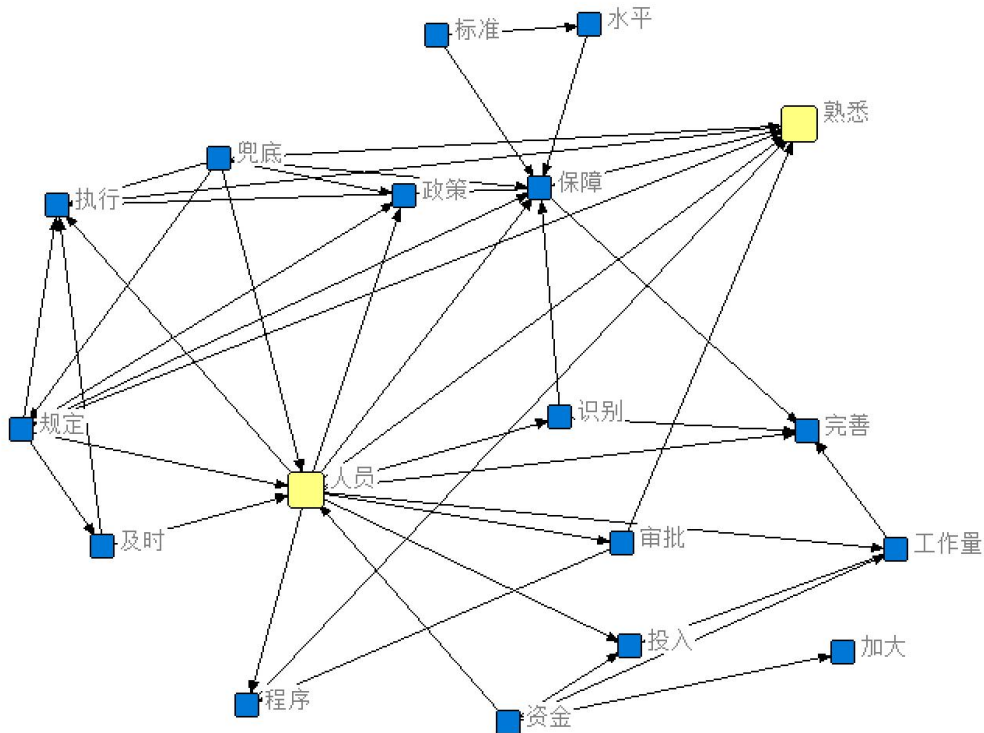 标准
水平
熟悉
兜底
执行
政策
保障
规定
识别
完善
人员
及时
审批
工作量
投入
加大
程序
资金